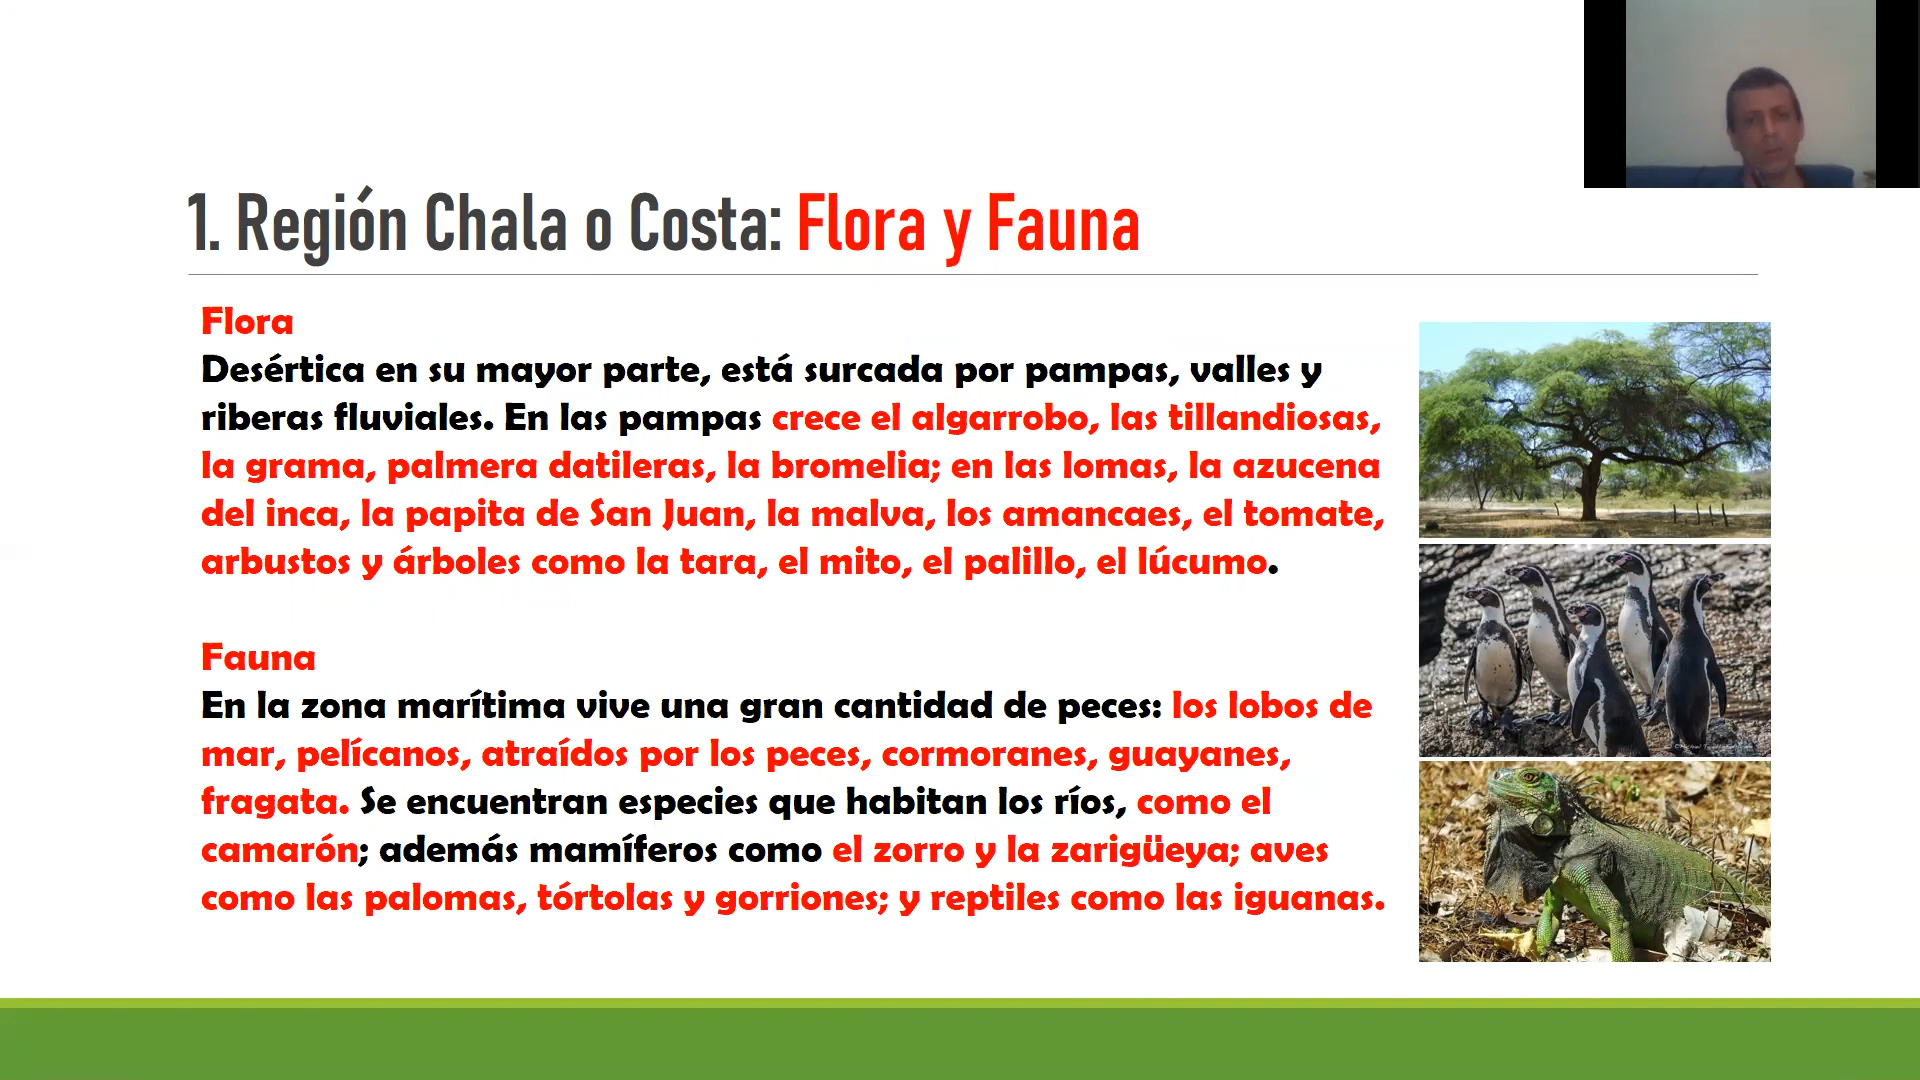 1. Región Chala o Costa: Flora y Fauna
Flora
Desértica en su mayor parte, está surcada por pampas, valles y
riberas fluviales. En las pampas crece el algarrobo, las tillandiosas,
la grama, palmera datileras, la bromelia; en las lomas, la azucena
del inca, la papita de San Juan, la malva, los amancaes, el tomate,
arbustos y árboles como la tara, el mito, el palillo, el lúcumo.
Fauna
En la zona marítima vive una gran cantidad de peces: los lobos de
mar, pelícanos, atraídos por los peces, cormoranes, guayanes,
fragata. Se encuentran especies que habitan los ríos, como el
camarón; además mamíferos como el zorro y la zarigüeya; aves
como las palomas, tórtolas y gorriones; y reptiles como las iguanas.